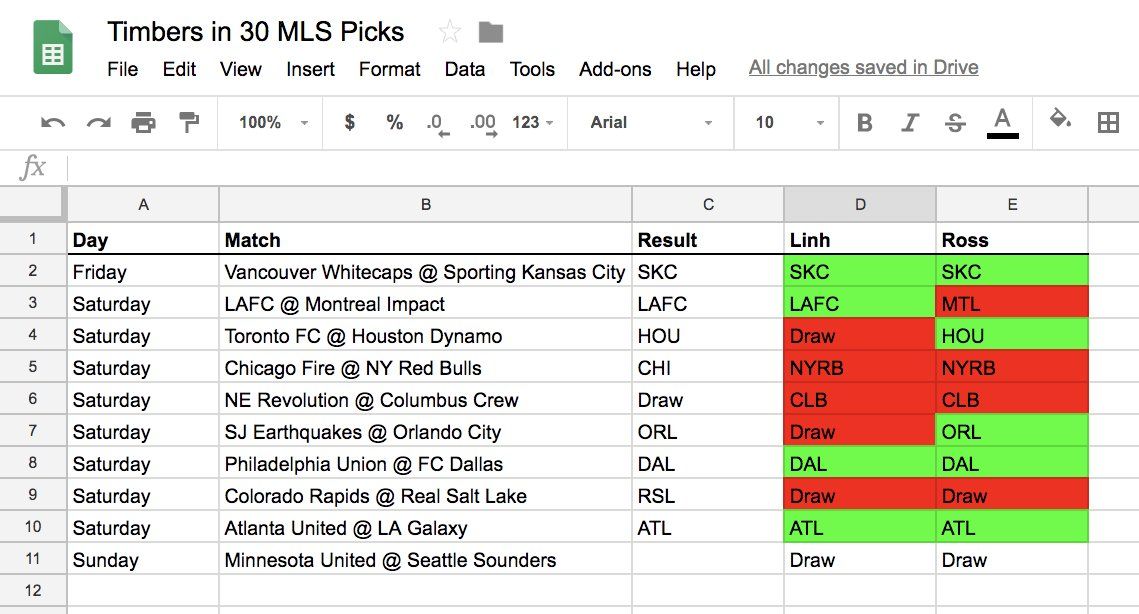 Timbers in 30 MLS Picks
File Edit View Insert Format Data Tools Add-ons Help All changes saved in Drive
100% $ % .0 .00 123 Arial 10 B I S A
fx
A B C D E
1 Day Match Result Linh Ross
2 Friday Vancouver Whitecaps @ Sporting Kansas City SKC SKC SKC
3 Saturday LAFC @ Montreal Impact LAFC LAFC MTL
4 Saturday Toronto FC @ Houston Dynamo HOU Draw HOU
5 Saturday Chicago Fire @ NY Red Bulls CHI NYRB NYRB
6 Saturday NE Revolution @ Columbus Crew Draw CLB CLB
7 Saturday SJ Earthquakes @ Orlando City ORL Draw ORL
8 Saturday Philadelphia Union @ FC Dallas DAL DAL DAL
9 Saturday Colorado Rapids @ Real Salt Lake RSL Draw Draw
10 Saturday Atlanta United @ LA Galaxy ATL ATL ATL
11 Sunday Minnesota United @ Seattle Sounders Draw Draw
12